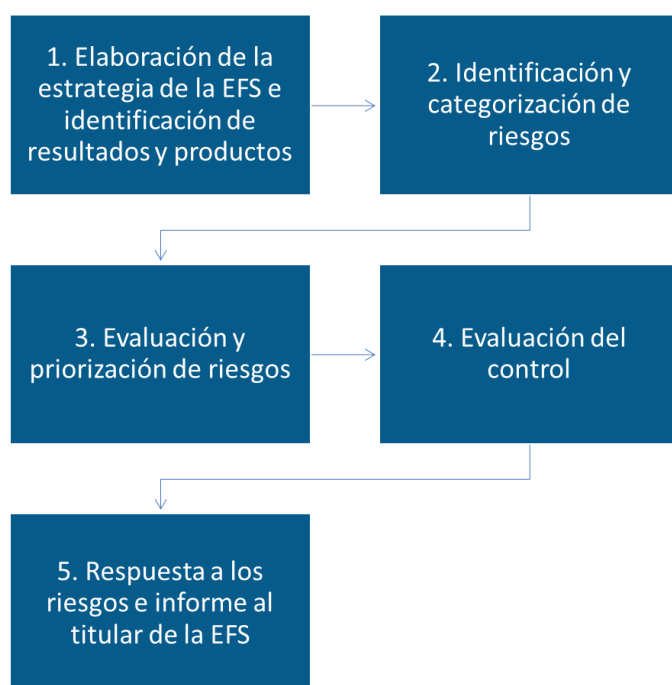 1. Elaboración de la
estrategia de la EFS e
identificación de
resultados y productos
2. Identificación y
categorización de
riesgos
3. Evaluación y
priorización de riesgos
4. Evaluación del
control
5. Respuesta a los
riesgos e informe al
titular de la EFS